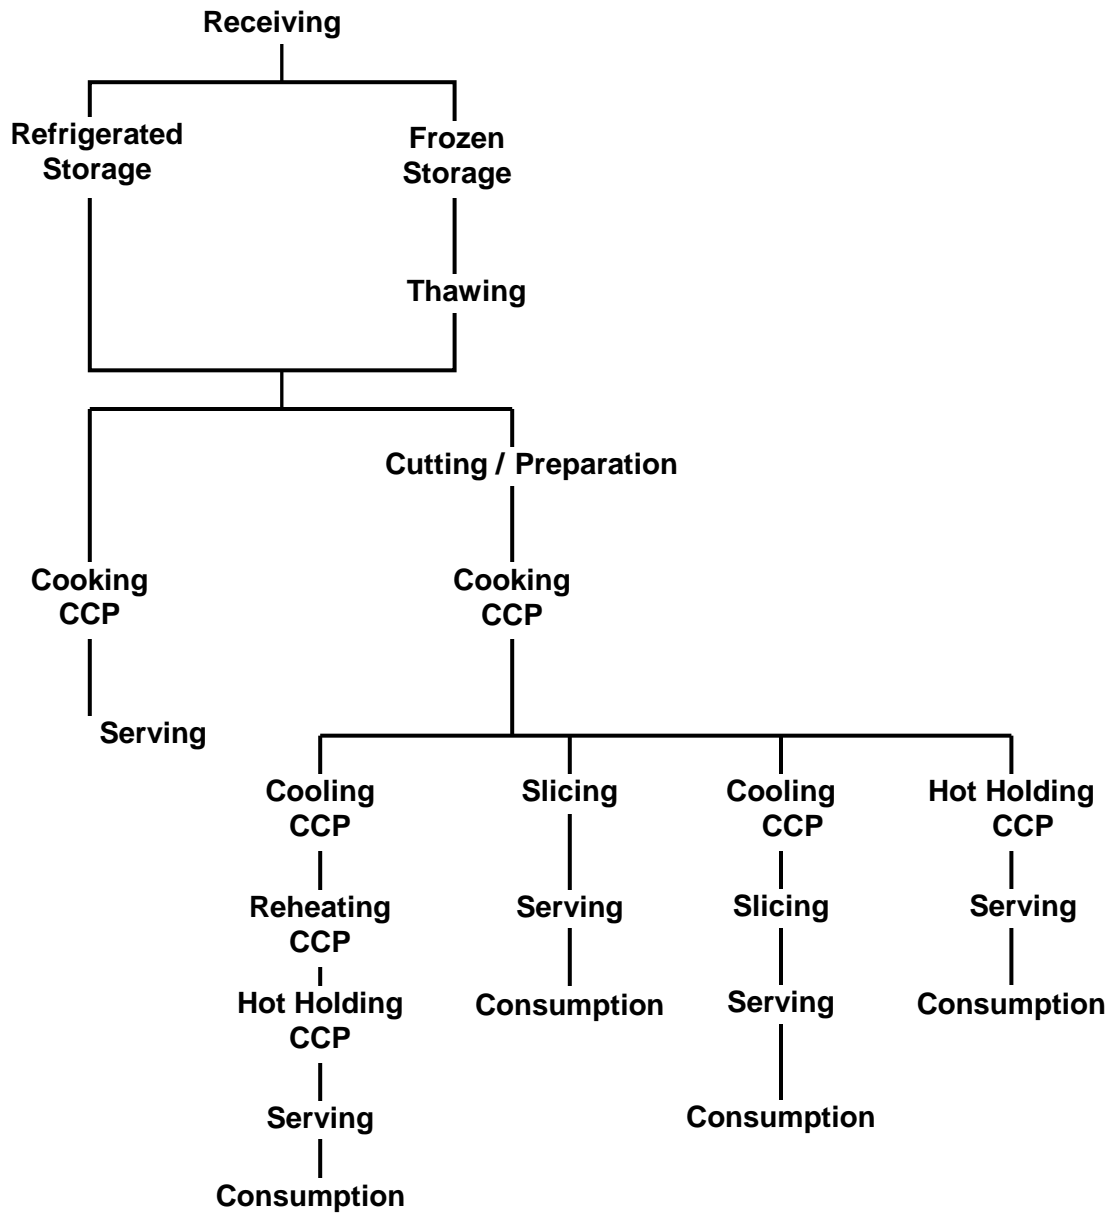 Receiving
Refrigerated
Storage
Frozen
Storage
Thawing
Cutting / Preparation
Cooking
CCP
Cooking
CCP
Serving
Cooling
CCP
Slicing
Cooling
CCP
Hot Holding
CCP
Reheating
CCP
Serving
Slicing
Serving
Hot Holding
CCP
Consumption
Serving
Consumption
Serving
Consumption
Consumption